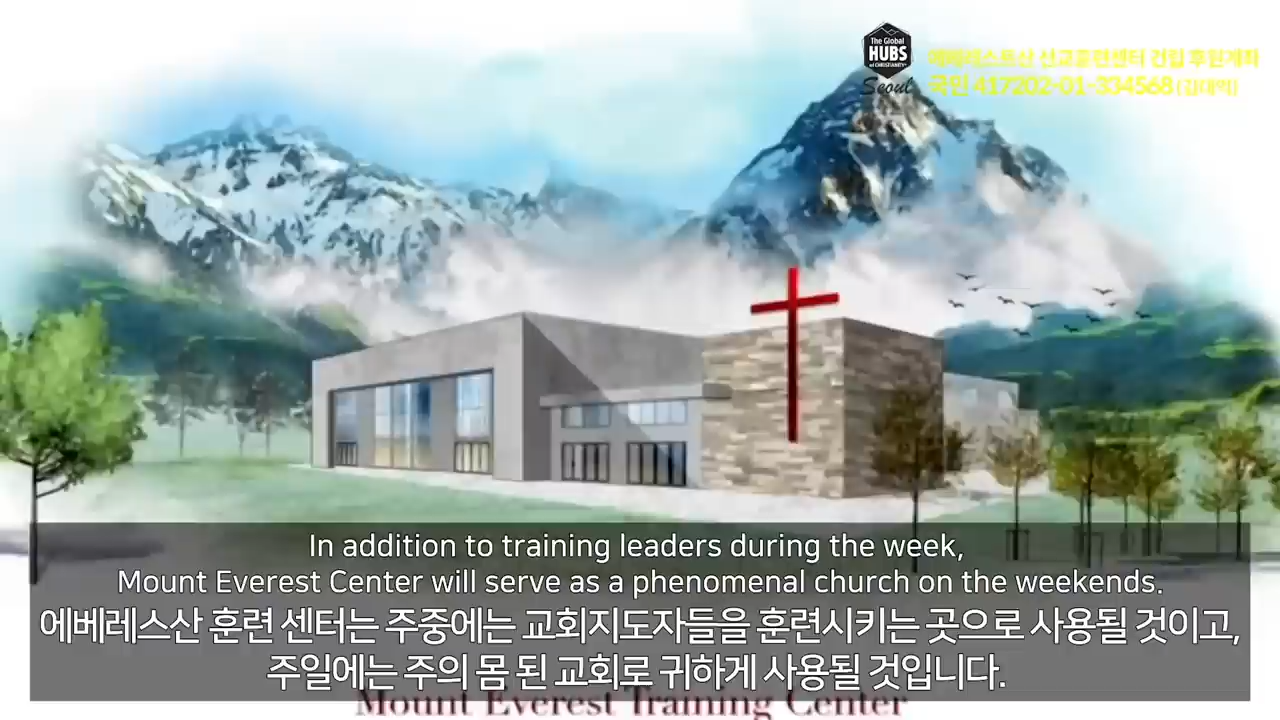 The Global
HUBS
of CHRISTIANITY
Seoul
에베레스트산 선교훈련센터 건립 후원계좌
국민 417202-01-334568 (김대억)
In addition to training leaders during the week,
Mount Everest Center will serve as a phenomenal church on the weekends.
에베레스산 훈련 센터는 주중에는 교회지도자들을 훈련시키는 곳으로 사용될 것이고,
주일에는 주의 몸 된 교회로 귀하게 사용될 것입니다.
Mount Everest Training Center